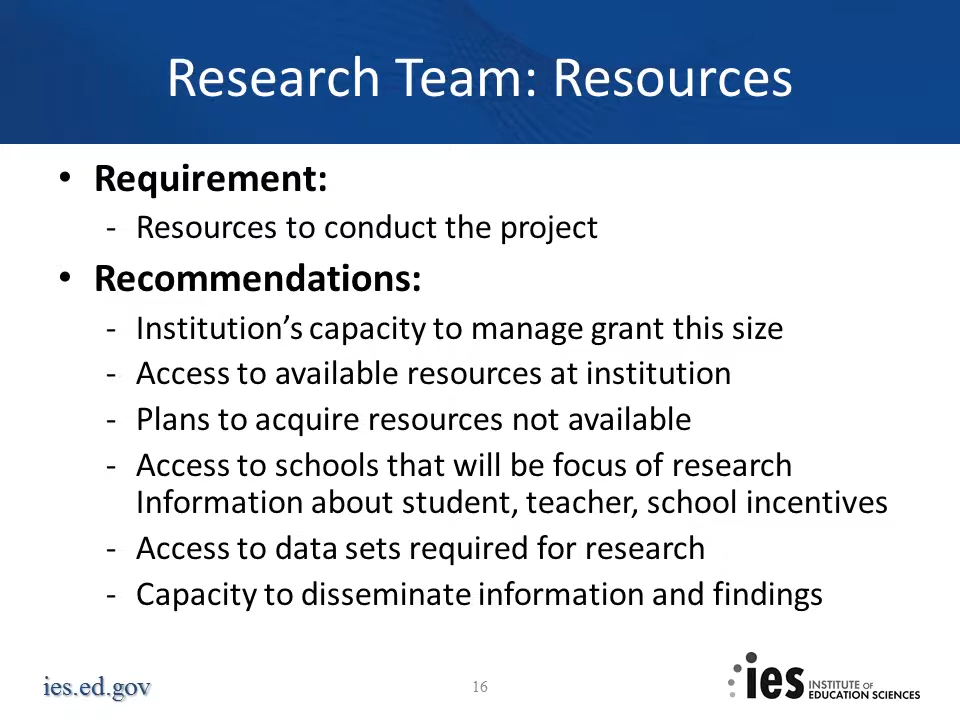 Research Team: Resources
• Requirement:
- Resources to conduct the project
• Recommendations:
- Institution’s capacity to manage grant this size
- Access to available resources at institution
- Plans to acquire resources not available
- Access to schools that will be focus of research
Information about student, teacher, school incentives
- Access to data sets required for research
- Capacity to disseminate information and findings
ies.ed.gov
16
ies INSTITUTE OF
EDUCATION SCIENCES